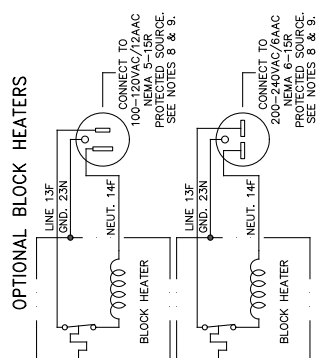 OPTIONAL BLOCK HEATERS
CONNECT TO
100-120VAC/12AAC
NEMA 5-15R
PROTECTED SOURCE.
SEE NOTES 8 & 9.
LINE 13F
GND. 23N
NEUT. 14F
BLOCK HEATER
CONNECT TO
200-240VAC/6AAC
NEMA 6-15R
PROTECTED SOURCE.
SEE NOTES 8 & 9.
LINE 13F
GND. 23N
NEUT. 14F
BLOCK HEATER